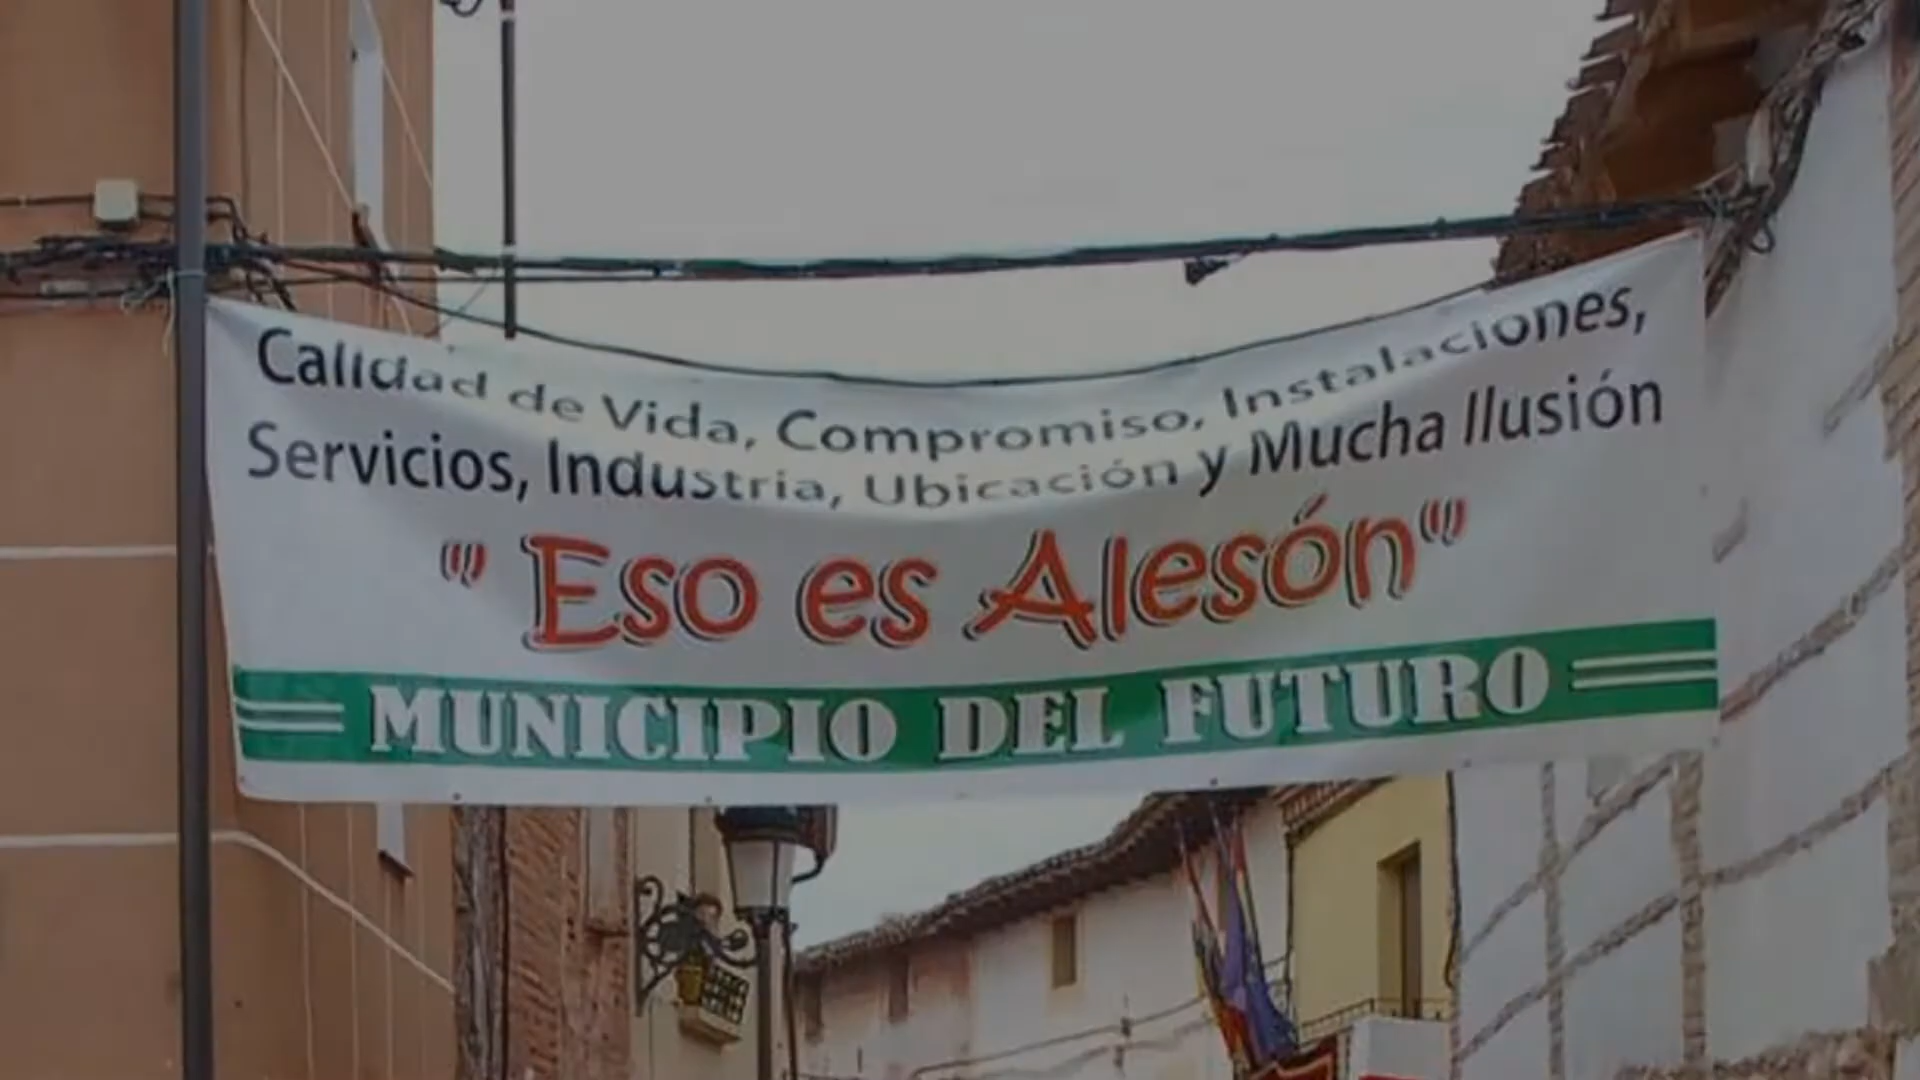 Calidad de Vida, Compromiso, Instalaciones,
Servicios, Industria, Ubicación y Mucha Ilusión
" Eso es Alesón"
MUNICIPIO DEL FUTURO